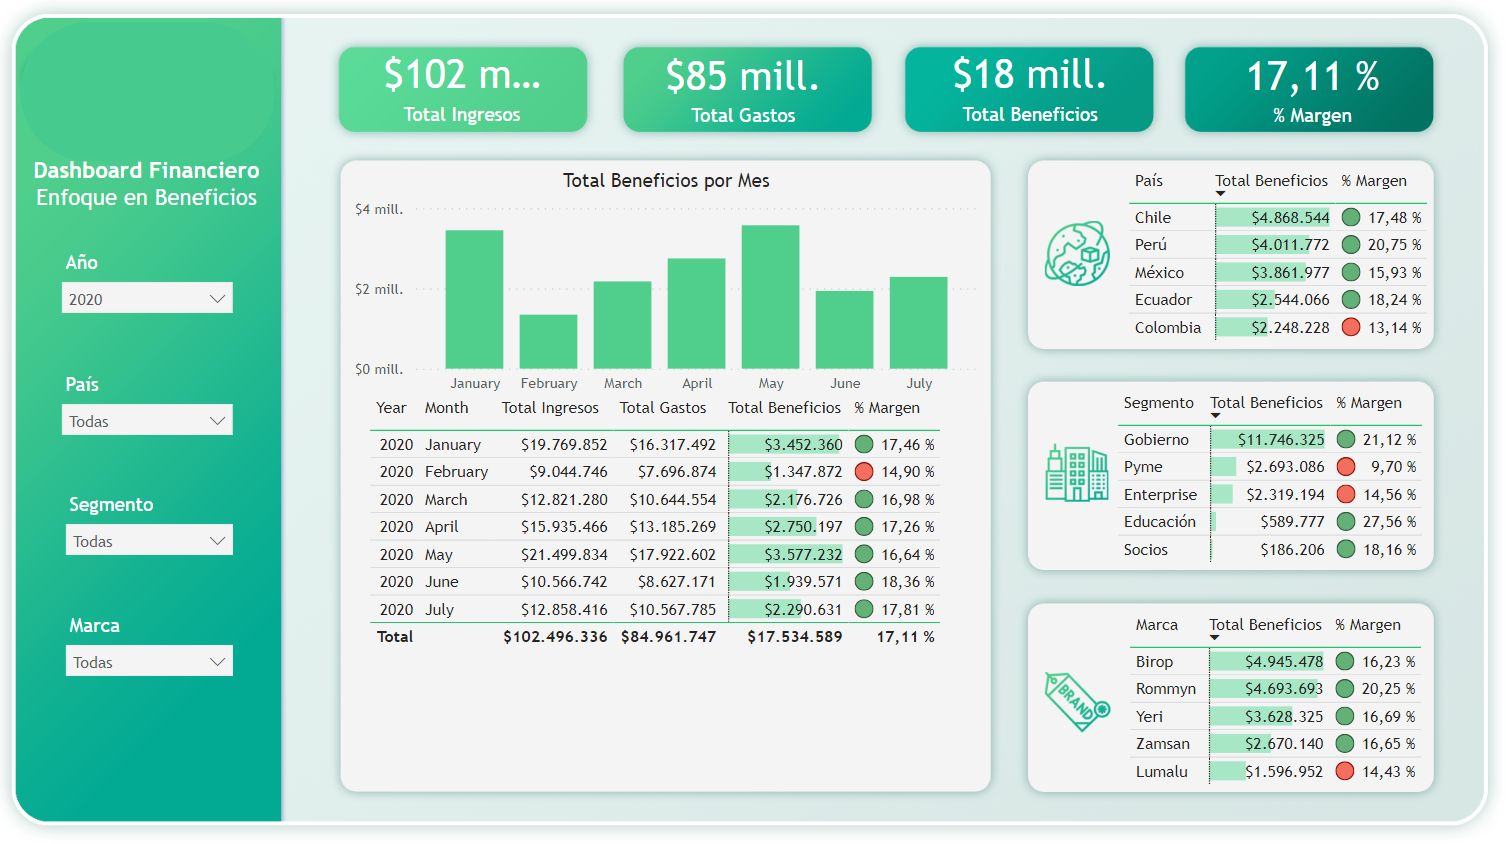 Dashboard Financiero
Enfoque en Beneficios
Año
2020
País
Todas
Segmento
Todas
Marca
Todas
$102 m...
Total Ingresos
$85 mill.
Total Gastos
$18 mill.
Total Beneficios
17,11 %
% Margen
Total Beneficios por Mes
$4 mill.
$2 mill.
$0 mill.
January February March April May June July
Year Month Total Ingresos Total Gastos Total Beneficios % Margen
2020 January $19.769.852 $16.317.492 $3.452.360 17,46 %
2020 February $9.044.746 $7.696.874 $1.347.872 14,90 %
2020 March $12.821.280 $10.644.554 $2.176.726 16,98 %
2020 April $15.935.466 $13.185.269 $2.750.197 17,26 %
2020 May $21.499.834 $17.922.602 $3.577.232 16,64 %
2020 June $10.566.742 $8.627.171 $1.939.571 18,36 %
2020 July $12.858.416 $10.567.785 $2.290.631 17,81 %
Total $102.496.336 $84.961.747 $17.534.589 17,11 %
País Total Beneficios % Margen
Chile $4.868.544 17,48 %
Perú $4.011.772 20,75 %
México $3.861.977 15,93 %
Ecuador $2.544.066 18,24 %
Colombia $2.248.228 13,14 %
Segmento Total Beneficios % Margen
Gobierno $11.746.325 21,12 %
Pyme $2.693.086 9,70 %
Enterprise $2.319.194 14,56 %
Educación $589.777 27,56 %
Socios $186.206 18,16 %
BRAND
Marca Total Beneficios % Margen
Birop $4.945.478 16,23 %
Rommyn $4.693.693 20,25 %
Yeri $3.628.325 16,69 %
Zamsan $2.670.140 16,65 %
Lumalu $1.596.952 14,43 %